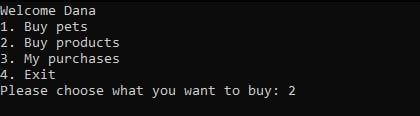 Welcome Dana
1. Buy pets
2. Buy products
3. My purchases
4. Exit
Please choose what you want to buy: 2